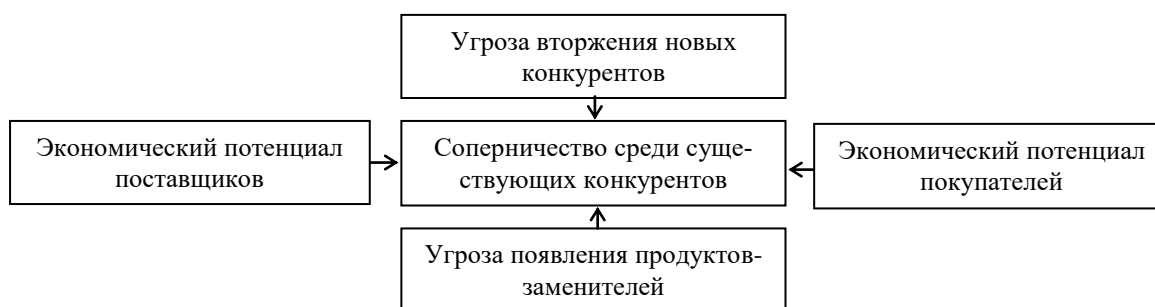 Угроза вторжения новых
конкурентов
Экономический потенциал
поставщиков
Соперничество среди суще-
ствующих конкурентов
Экономический потенциал
покупателей
Угроза появления продуктов-
заменителей